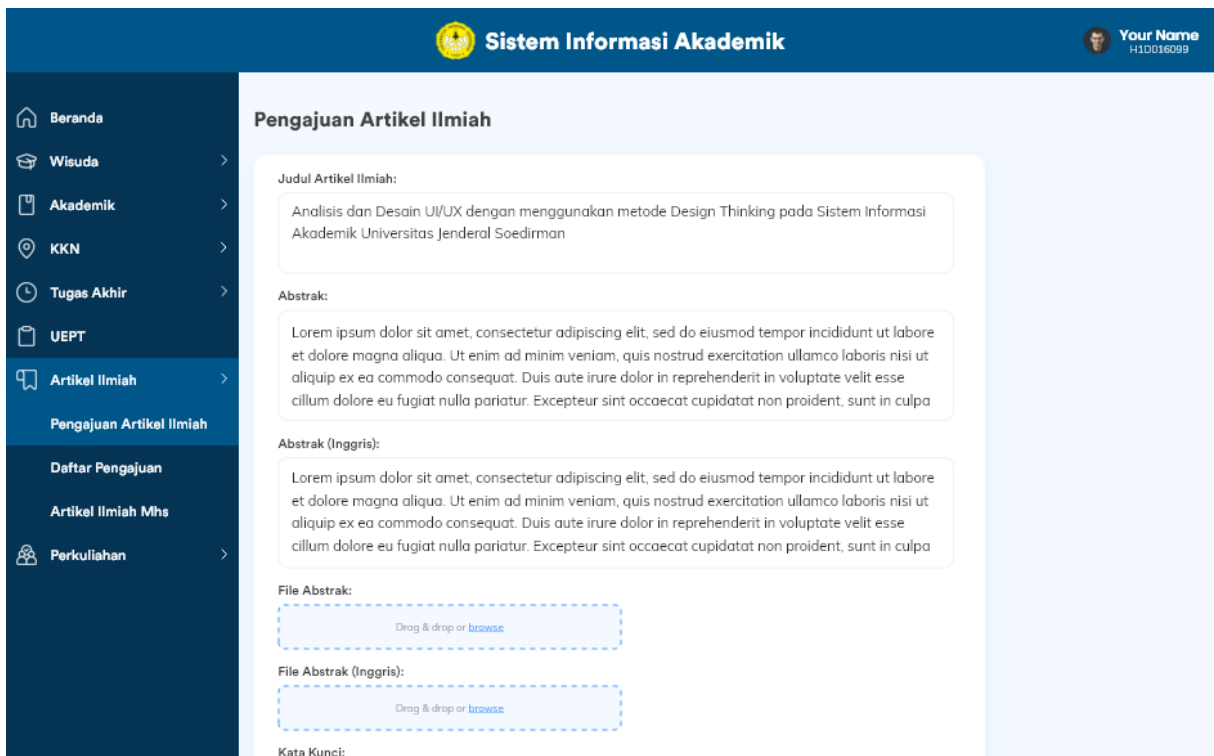 Sistem Informasi Akademik
Your Name
H1D016099
Beranda
Wisuda
Akademik
KKN
Tugas Akhir
UEPT
Artikel Ilmiah
Pengajuan Artikel Ilmiah
Daftar Pengajuan
Artikel Ilmiah Mhs
Perkuliahan
Pengajuan Artikel Ilmiah
Judul Artikel Ilmiah:
Analisis dan Desain UI/UX dengan menggunakan metode Design Thinking pada Sistem Informasi
Akademik Universitas Jenderal Soedirman
Abstrak:
Lorem ipsum dolor sit amet, consectetur adipiscing elit, sed do eiusmod tempor incididunt ut labore
et dolore magna aliqua. Ut enim ad minim veniam, quis nostrud exercitation ullamco laboris nisi ut
aliquip ex ea commodo consequat. Duis aute irure dolor in reprehenderit in voluptate velit esse
cillum dolore eu fugiat nulla pariatur. Excepteur sint occaecat cupidatat non proident, sunt in culpa
Abstrak (Inggris):
Lorem ipsum dolor sit amet, consectetur adipiscing elit, sed do eiusmod tempor incididunt ut labore
et dolore magna aliqua. Ut enim ad minim veniam, quis nostrud exercitation ullamco laboris nisi ut
aliquip ex ea commodo consequat. Duis aute irure dolor in reprehenderit in voluptate velit esse
cillum dolore eu fugiat nulla pariatur. Excepteur sint occaecat cupidatat non proident, sunt in culpa
File Abstrak:
Drag & drop or browse
File Abstrak (Inggris):
Drag & drop or browse
Kata Kunci: